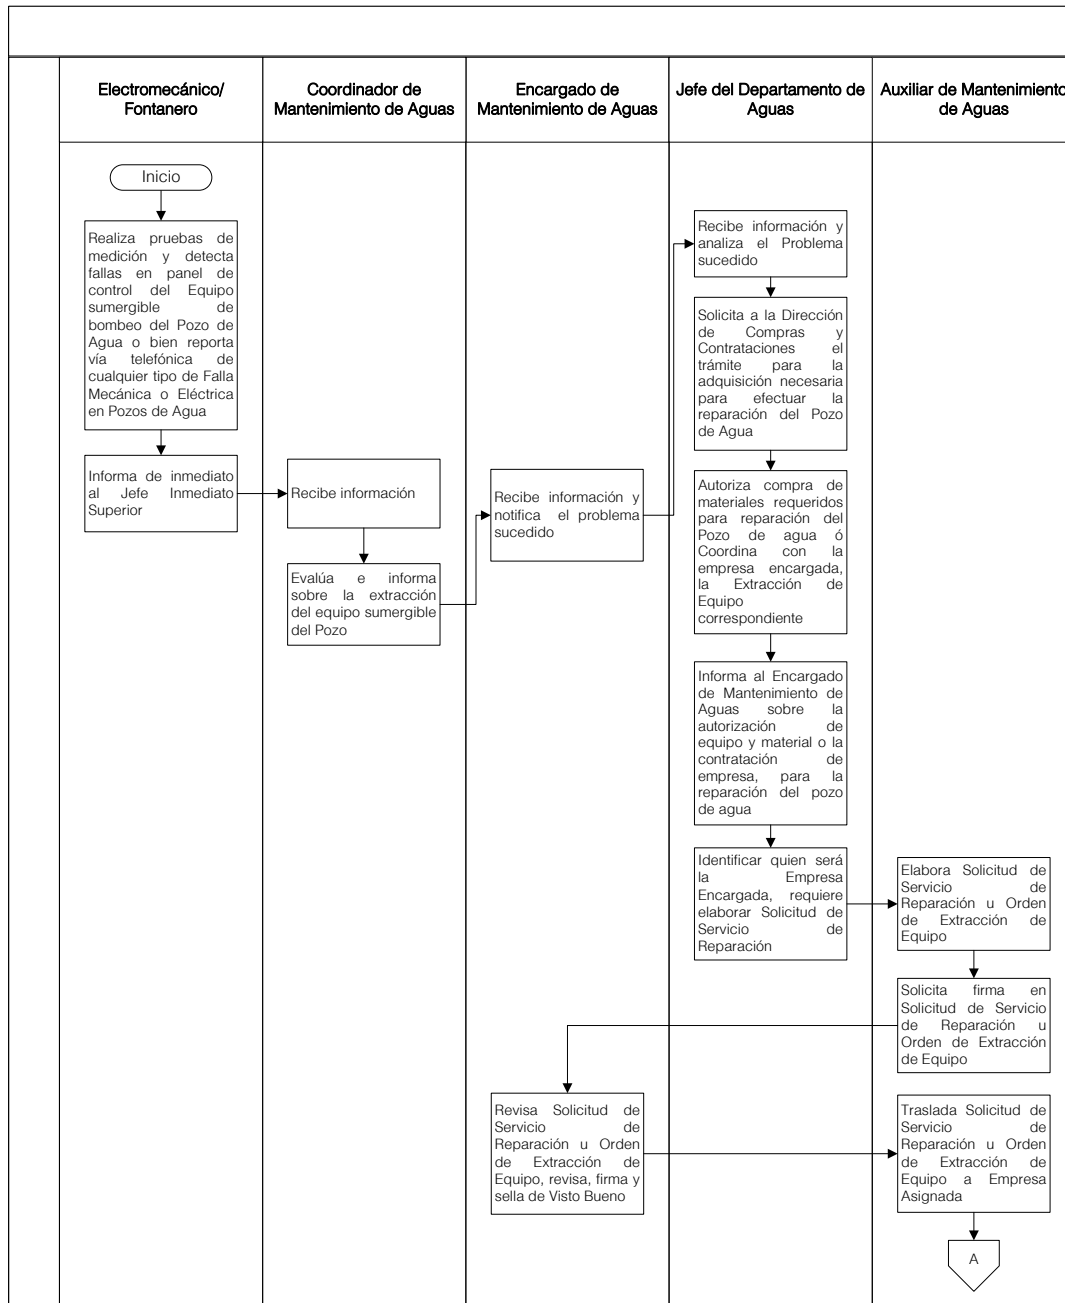 Electromecánico/
Fontanero
Coordinador de
Mantenimiento de Aguas
Encargado de
Mantenimiento de Aguas
Jefe del Departamento de
Aguas
Auxiliar de Mantenimiento
de Aguas
Inicio
Realiza pruebas de
medición y detecta
fallas en panel de
control del Equipo
sumergible de
bombeo del Pozo de
Agua o bien reporta
vía telefónica de
cualquier tipo de Falla
Mecánica o Eléctrica
en Pozos de Agua
Informa de inmediato
al Jefe Inmediato
Superior
Recibe información
Evalúa e informa
sobre la extracción
del equipo sumergible
del Pozo
Recibe información y
notifica el problema
sucedido
Recibe información y
analiza el Problema
sucedido
Solicita a la Dirección
de Compras y
Contrataciones el
trámite para la
adquisición necesaria
para efectuar la
reparación del Pozo
de Agua
Autoriza compra de
materiales requeridos
para reparación del
Pozo de agua ó
Coordina con la
empresa encargada,
la Extracción de
Equipo
correspondiente
Informa al Encargado
de Mantenimiento de
Aguas sobre la
autorización de
equipo y material o la
contratación de
empresa, para la
reparación del pozo
de agua
Identificar quien será
la Empresa
Encargada, requiere
elaborar Solicitud de
Servicio de
Reparación
Elabora Solicitud de
Servicio de
Reparación u Orden
de Extracción de
Equipo
Solicita firma en
Solicitud de Servicio
de Reparación u
Orden de Extracción
de Equipo
Revisa Solicitud de
Servicio de
Reparación u Orden
de Extracción de
Equipo, revisa, firma y
sella de Visto Bueno
Traslada Solicitud de
Servicio de
Reparación u Orden
de Extracción de
Equipo a Empresa
Asignada
A